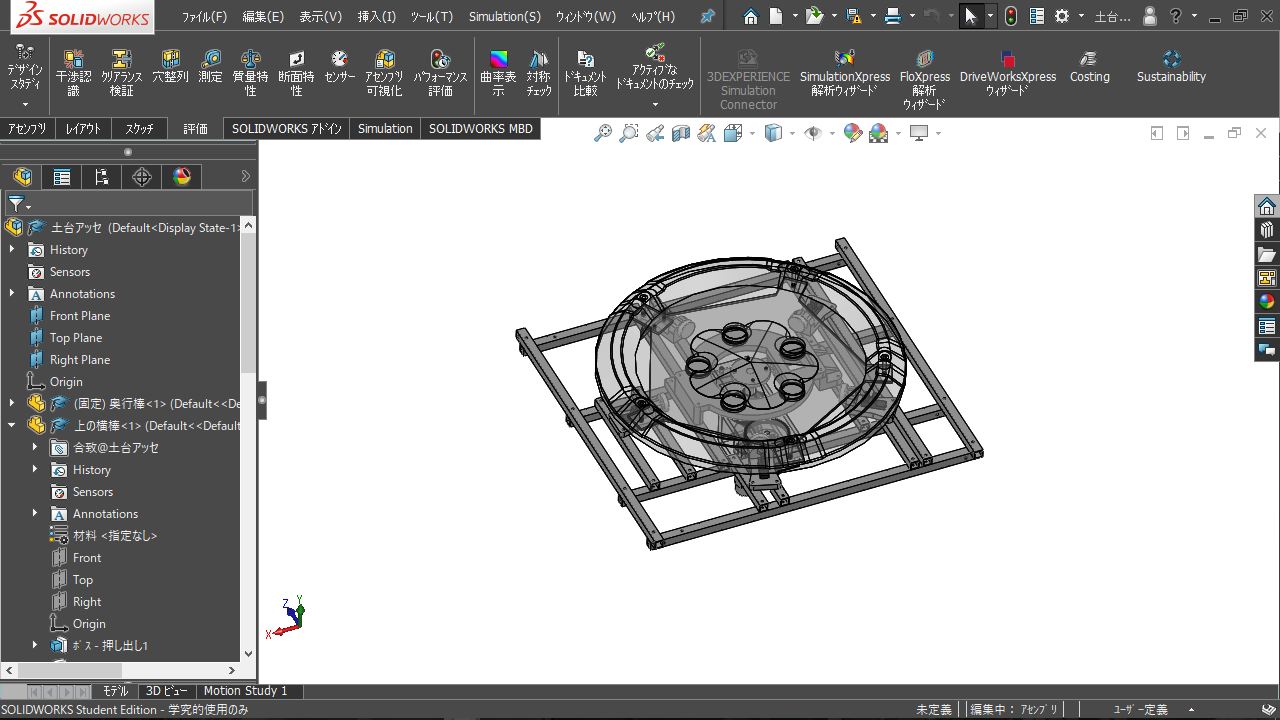 SOLIDWORKS
ﾌｧｲﾙ(F) 編集(E) 表示(V) 挿入(I) ﾂｰﾙ(T) Simulation(S) ｳｨﾝﾄﾞｳ(W) ﾍﾙﾌ(H) 土台... ?
ﾃﾞｻﾞｲﾝ
ｽﾀﾃﾞｨ
干渉認
識
ｸﾘｱﾗﾝｽ
検証
穴整列
測定
質量特
性
断面特
性
ｾﾝｻｰ
ｱｾﾝﾌﾞﾘ
可視化
ﾊﾟﾌｫｰﾏﾝｽ
評価
曲率表
示
対称
ﾁｪｯｸ
ﾄﾞｷｭﾒﾝﾄ
比較
ｱｸﾃｨﾌﾞな
ﾄﾞｷｭﾒﾝﾄのﾁｪｯｸ
3DEXPERIENCE
Simulation
Connector
SimulationXpress
解析ｳｨｻﾞｰﾄﾞ
FloXpress
解析
ｳｨｻﾞｰﾄﾞ
DriveWorksXpress
ｳｨｻﾞｰﾄﾞ
Costing
Sustainability
ｱｾﾝﾌﾞﾘ ﾚｲｱｳﾄ ｽｹｯﾁ 評価 SOLIDWORKS ｱﾄﾞｲﾝ Simulation SOLIDWORKS MBD
土台アッセ (Default<Display State-1>
History
Sensors
Annotations
Front Plane
Top Plane
Right Plane
Origin
(固定) 奥行棒<1> (Default<<De
上の横棒<1> (Default<<Default
合致@土台アッセ
History
Sensors
Annotations
材料 <指定なし>
Front
Top
Right
Origin
ﾎﾞｽ - 押し出し1
Z Y
X
ﾓﾃﾞﾙ 3D ﾋﾞｭｰ Motion Study 1
SOLIDWORKS Student Edition - 学究的使用のみ 未定義 編集中： ｱｾﾝﾌﾞﾘ ﾕｰｻﾞｰ定義